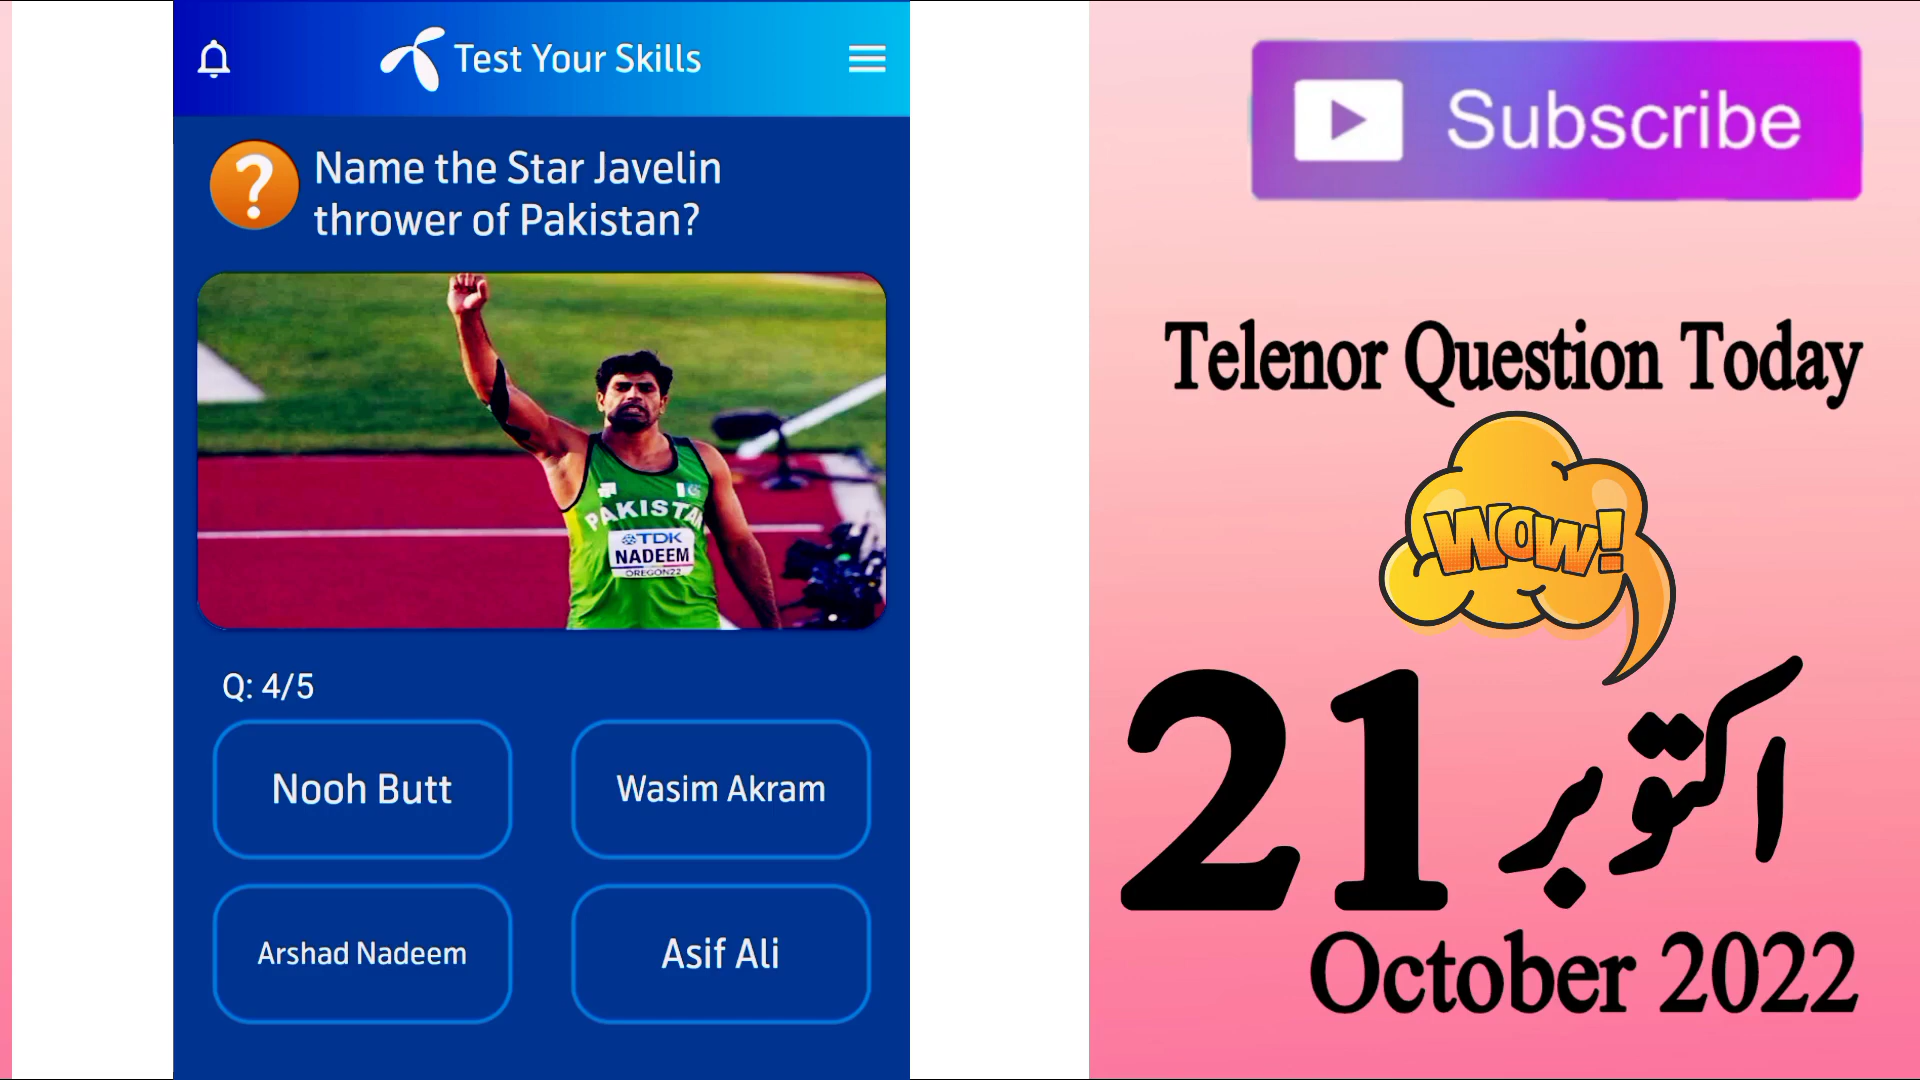 Test Your Skills
Name the Star Javelin
thrower of Pakistan?
PAKISTAN
TDK
NADEEM
OREGON22
Q: 4/5
Nooh Butt
Wasim Akram
Arshad Nadeem
Asif Ali
Subscribe
Telenor Question Today
WOW!
21 اکتوبر
October 2022